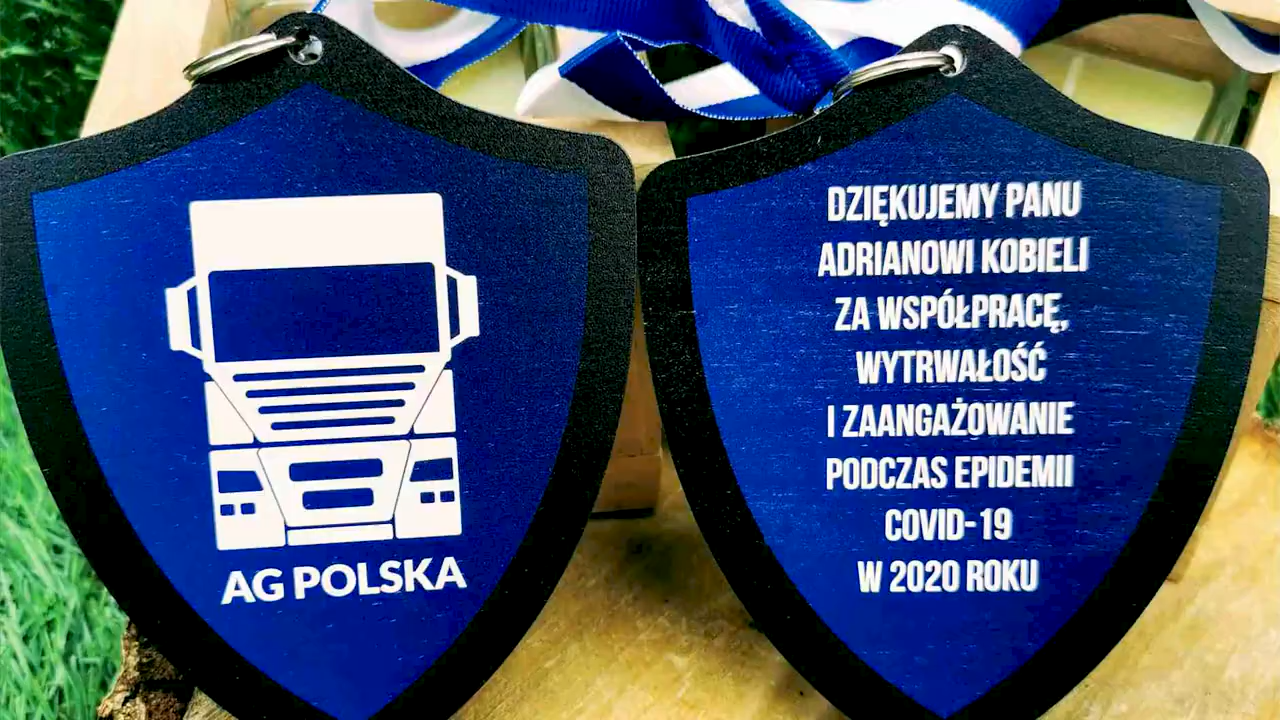 AG POLSKA
DZIĘKUJEMY PANU
ADRIANOWI KOBIELI
ZA WSPÓŁPRACĘ,
WYTRWAŁOŚĆ
I ZAANGAŻOWANIE
PODCZAS EPIDEMII
COVID-19
W 2020 ROKU